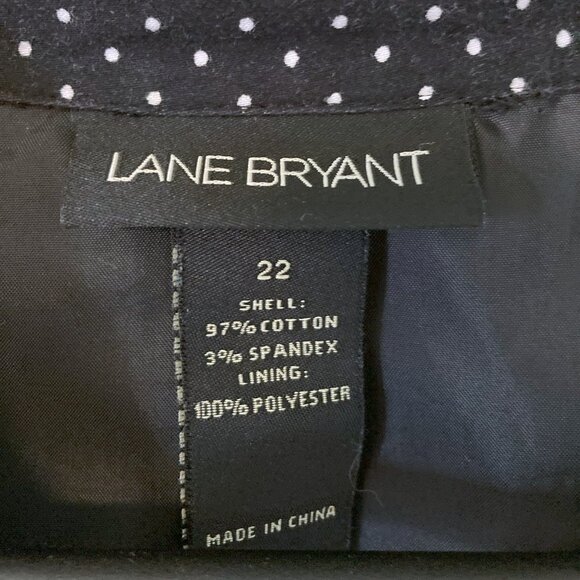 LANE BRYANT
22
SHELL:
97% COTTON
3% SPANDEX
LINING:
100% POLYESTER
MADE IN CHINA